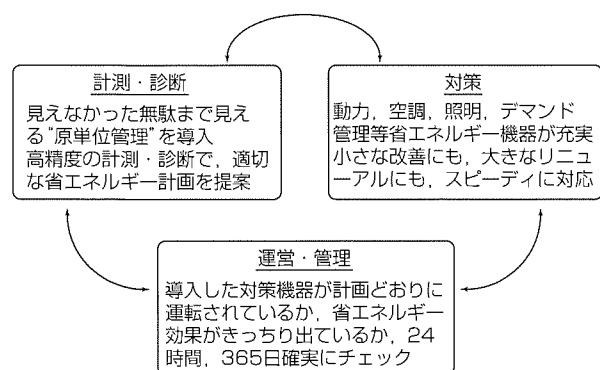 計測・診断
見えなかった無駄まで見え
る“原単位管理”を導入
高精度の計測・診断で，適切
な省エネルギー計画を提案
対策
動力，空調，照明，デマンド
管理等省エネルギー機器が充実
小さな改善にも，大きなリニュ
ーアルにも，スピーディに対応
運営・管理
導入した対策機器が計画どおりに
運転されているか，省エネルギー
効果がきっちり出ているか，24
時間，365日確実にチェック